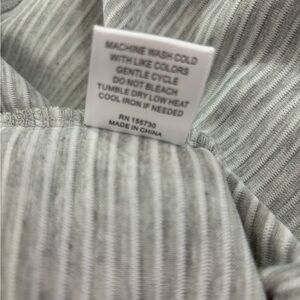 MACHINE WASH COLD
WITH LIKE COLORS
GENTLE CYCLE
DO NOT BLEACH
TUMBLE DRY LOW HEAT
COOL IRON IF NEEDED
RN 155730
MADE IN CHINA